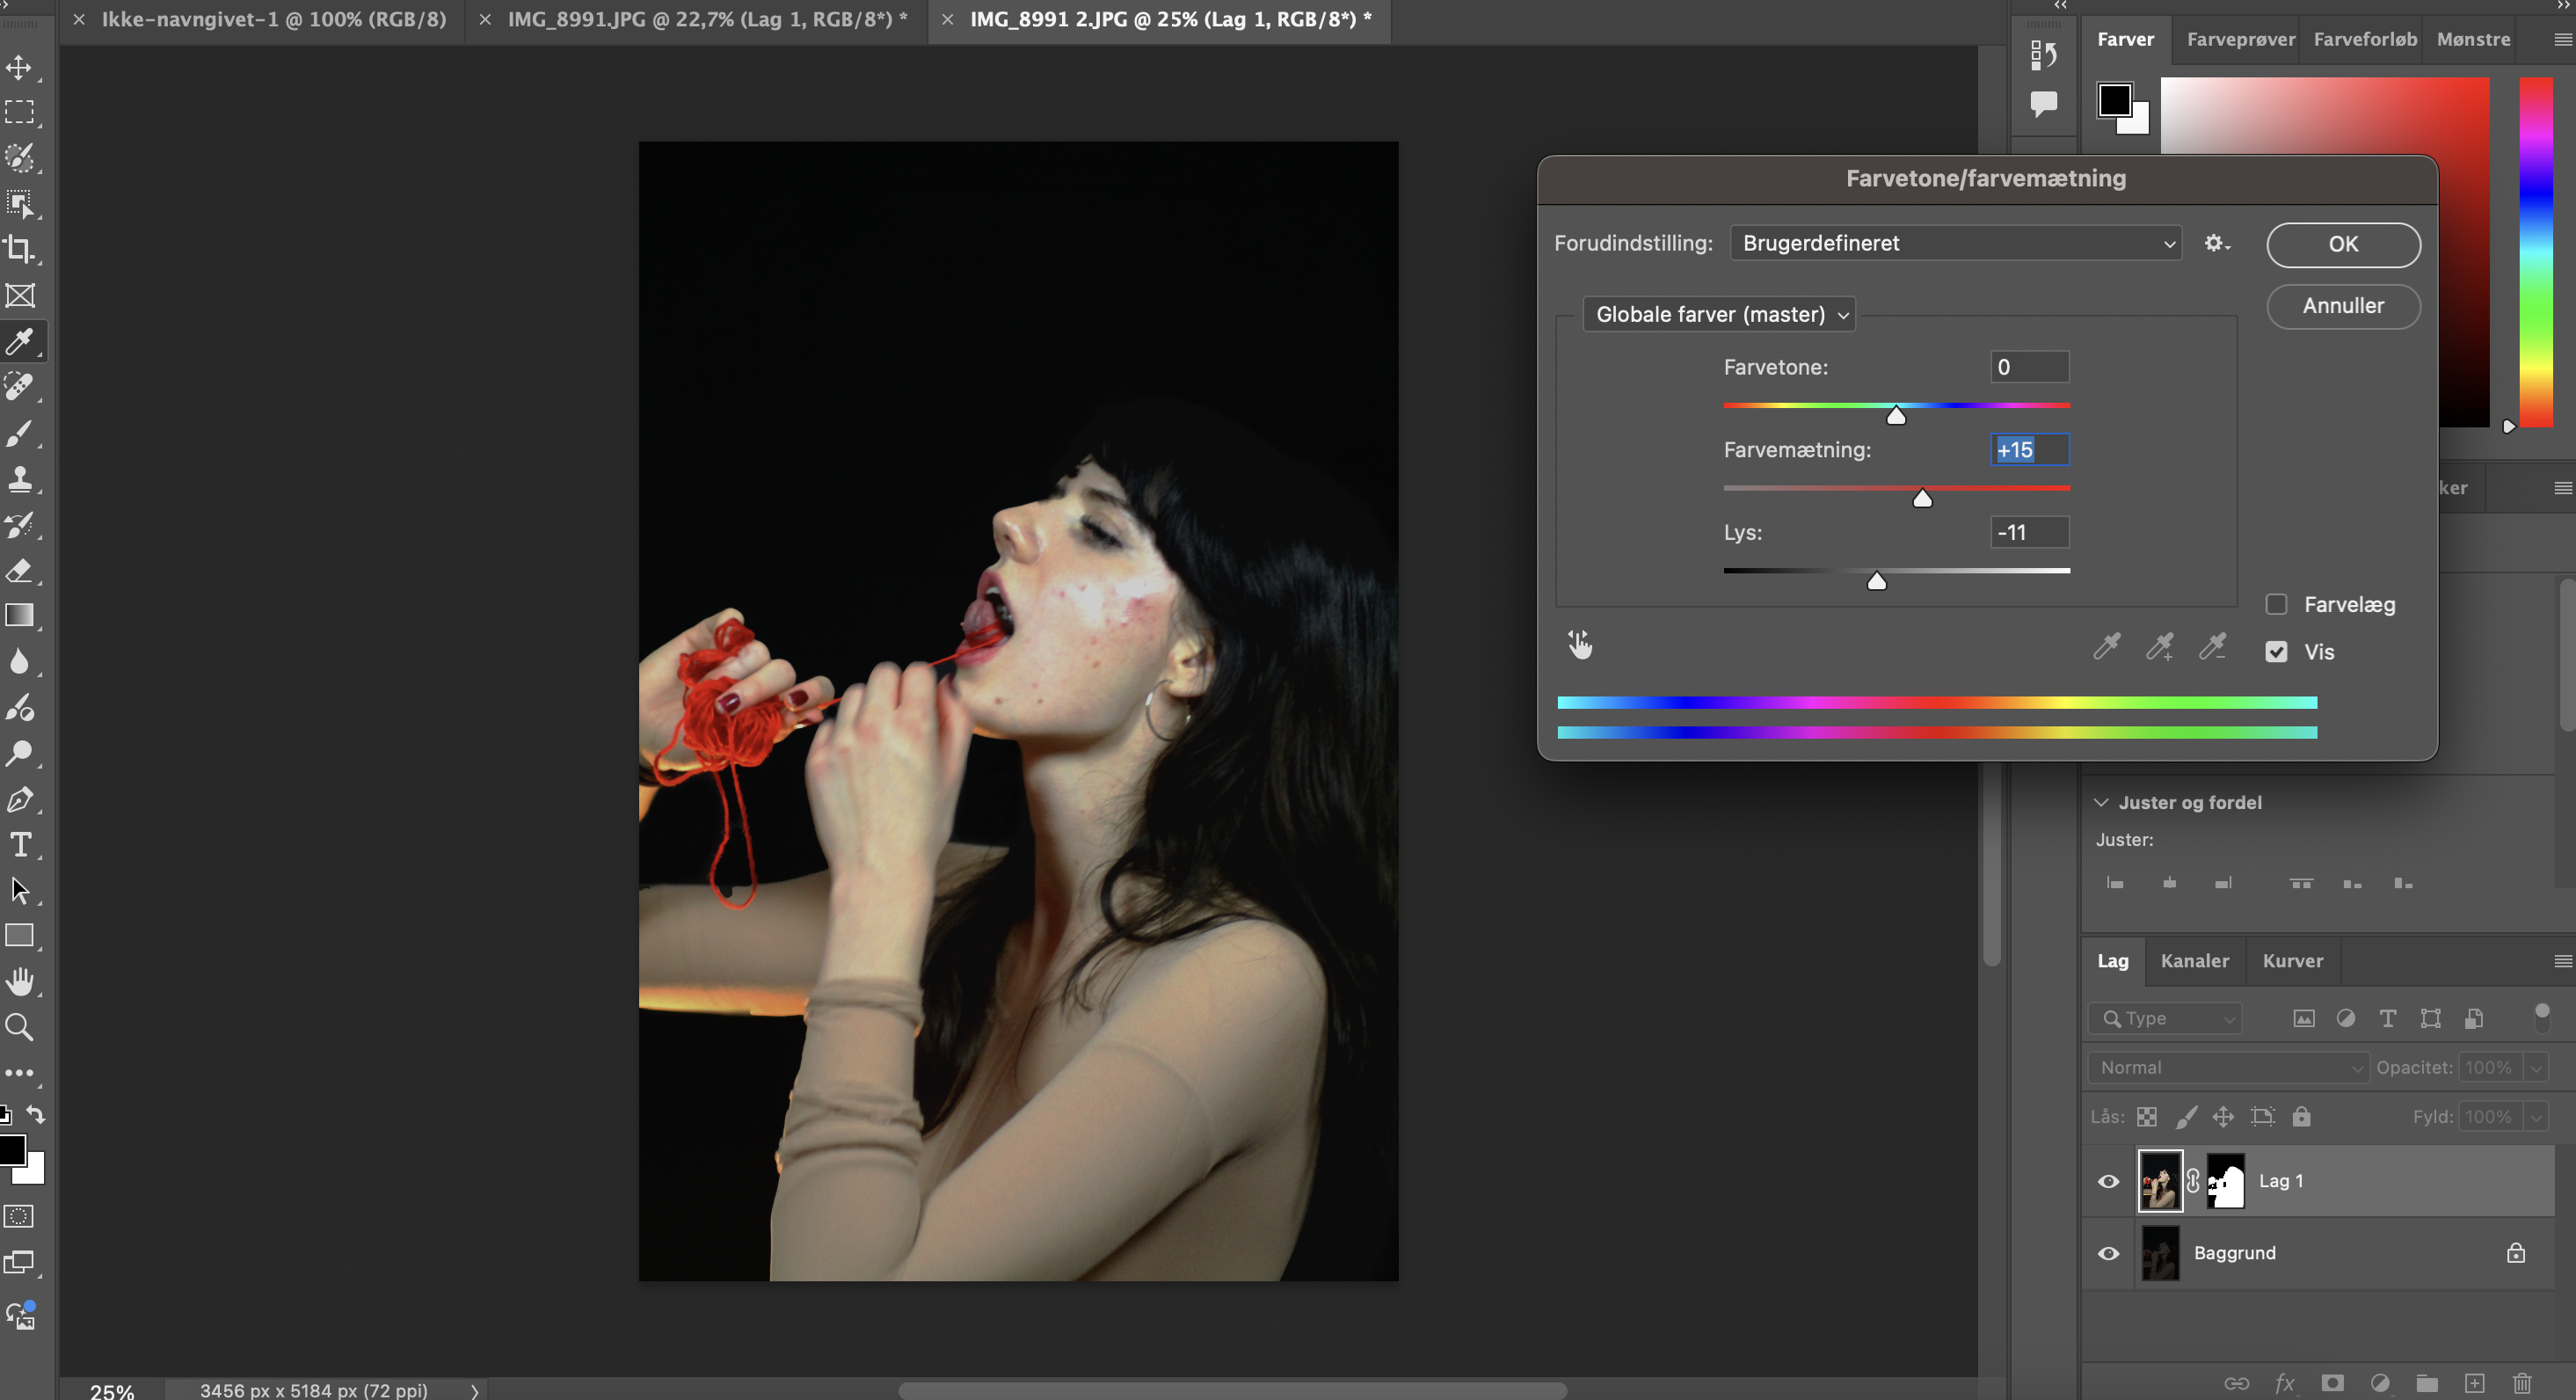 Ikke-navngivet-1 @ 100% (RGB/8)
IMG_8991.JPG @ 22,7% (Lag 1, RGB/8*) *
IMG_8991 2.JPG @ 25% (Lag 1, RGB/8*) *
Farver
Farveprøver
Farveforløb
Mønstre
Farvetone/farvemætning
Forudindstilling:
Brugerdefineret
OK
Annuller
Globale farver (master)
Farvetone:
0
Farvemætning:
+15
Lys:
-11
Farvelæg
Vis
ker
Juster og fordel
Juster:
Lag
Kanaler
Kurver
Type
Normal
Opacitet:
100%
Lås:
Fyld:
100%
Lag 1
Baggrund
fx
25%
3456 px x 5184 px (72 ppi)